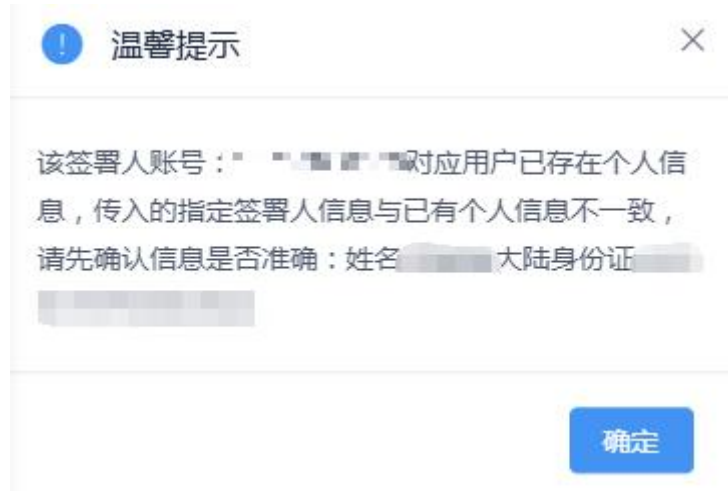 温馨提示
该签署人账号：对应用户已存在个人信
息，传入的指定签署人信息与已有个人信息不一致，
请先确认信息是否准确：姓名大陆身份证
确定